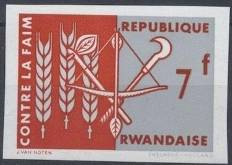 CONTRE LA FAIM
REPUBLIQUE
7f
RWANDAISE
J. VAN NOTEN